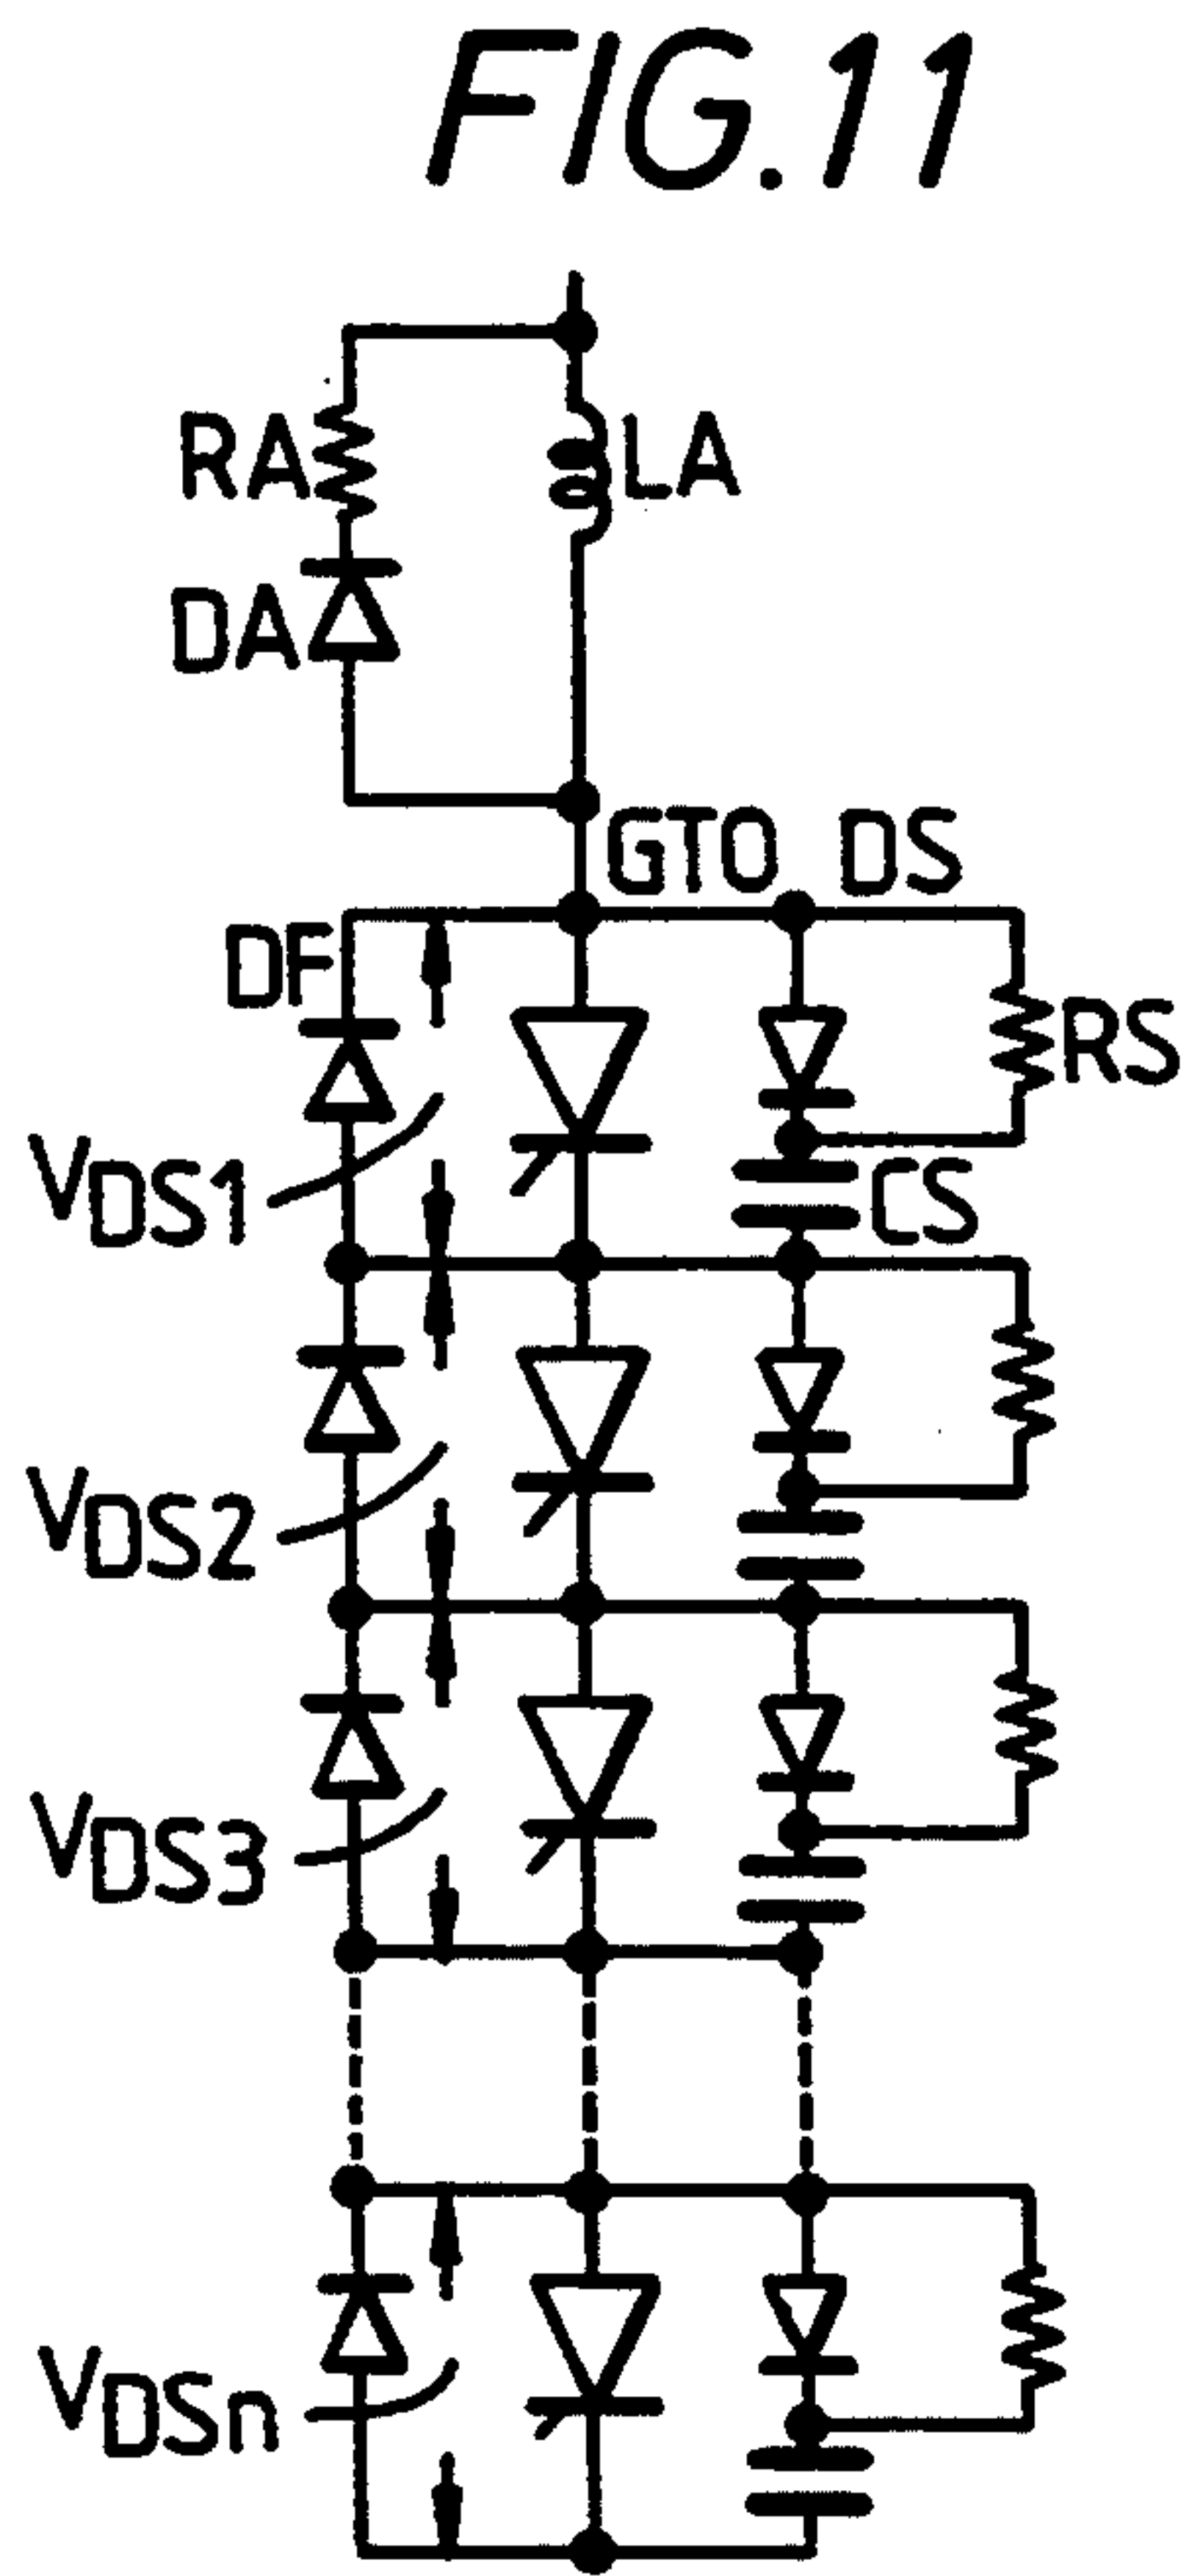 FIG.11
RA LA
DA
GTO DS
DF
RS
VDS1
CS
VDS2
VDS3
VDSn